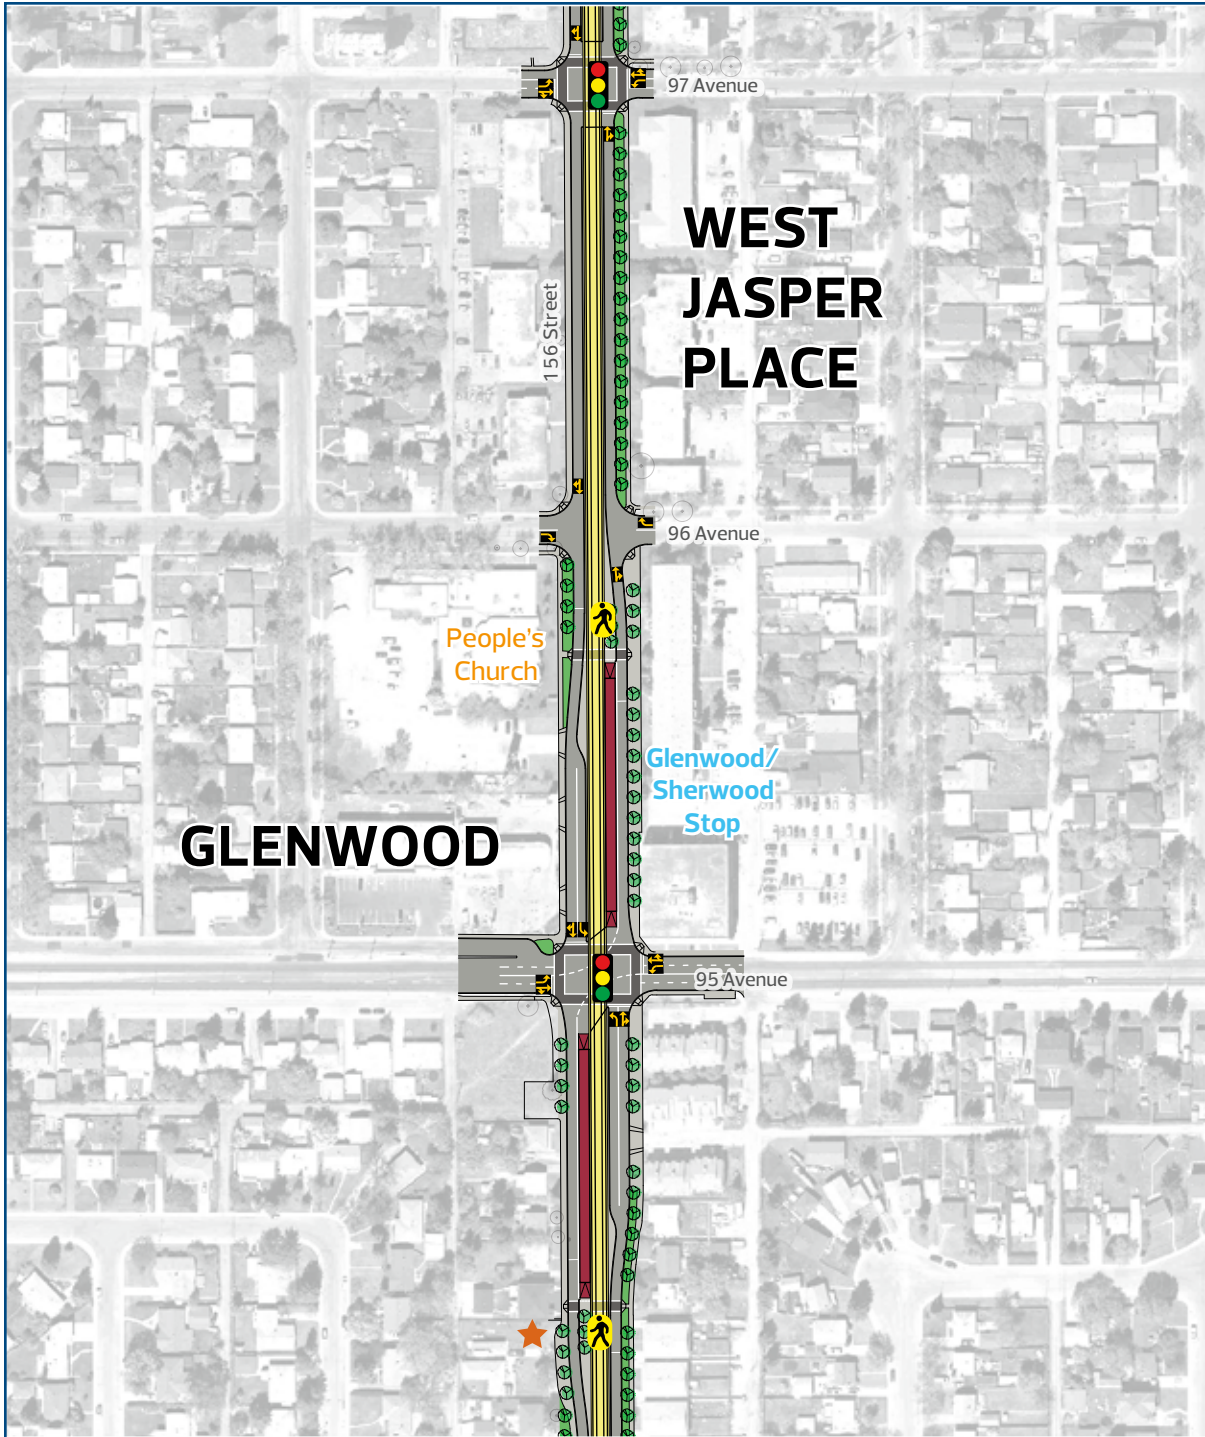 97 Avenue
WEST
JASPER
PLACE
156 Street
96 Avenue
People's
Church
Glenwood/
Sherwood
Stop
GLENWOOD
95 Avenue